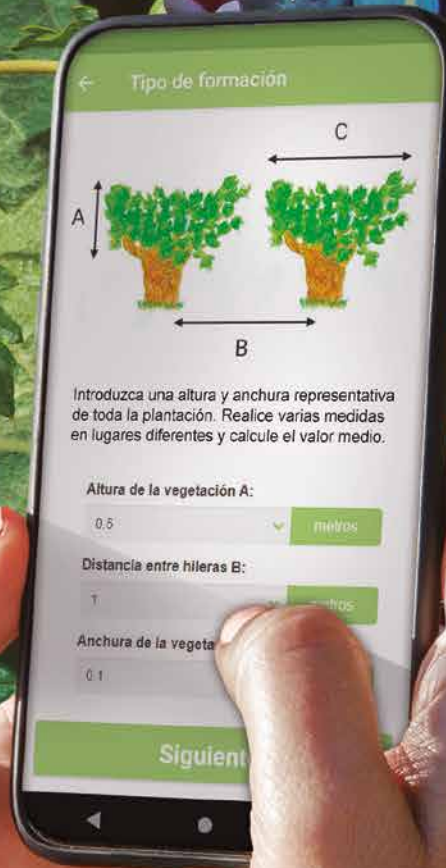 Tipo de formación
C
A
B
Introduzca una altura y anchura representativa
de toda la plantación. Realice varias medidas
en lugares diferentes y calcule el valor medio.
Altura de la vegetación A:
0.5
metros
Distancia entre hileras B:
1
Anchura de la
0.1